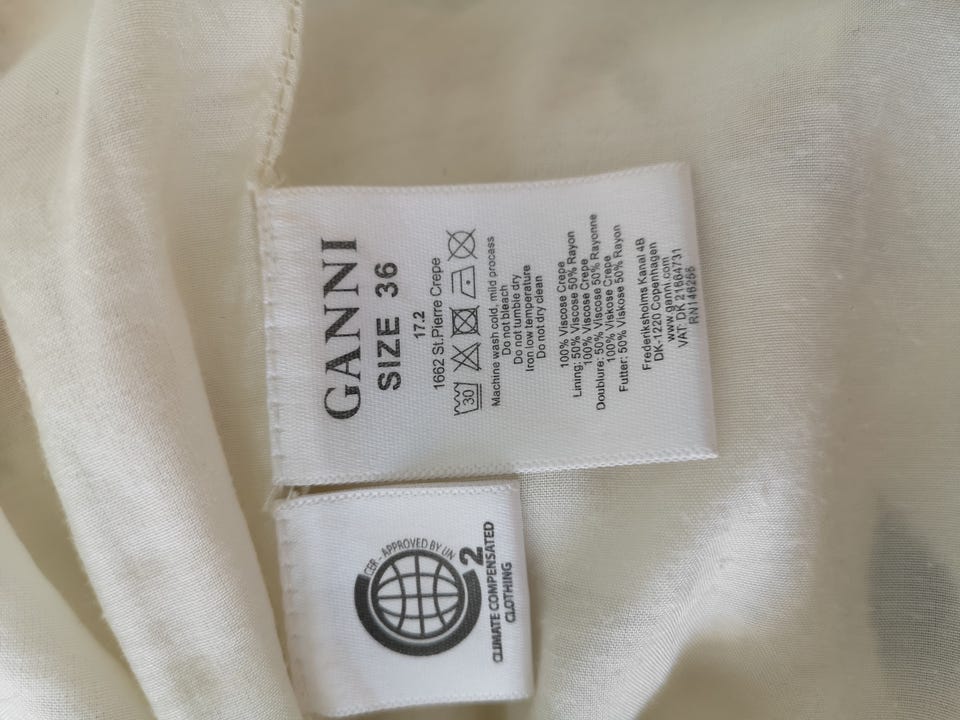 GANNI
SIZE 36
17.2
1662 St.Pierre Crepe
30
Machine wash cold, mild process
Do not bleach
Do not tumble dry
Iron low temperature
Do not dry clean
100% Viscose Crepe
Lining: 50% Viscose 50% Rayon
100% Viscose Crepe
Doublure: 50% Viscose 50% Rayonne
100% Viskose Crepe
Futter: 50% Viskose 50% Rayon
Frederiksholms Kanal 4B
DK-1220 Copenhagen
www.ganni.com
VAT: DK 21664731
RN146255
CER - APPROVED BY UN
2
CLIMATE COMPENSATED
CLOTHING